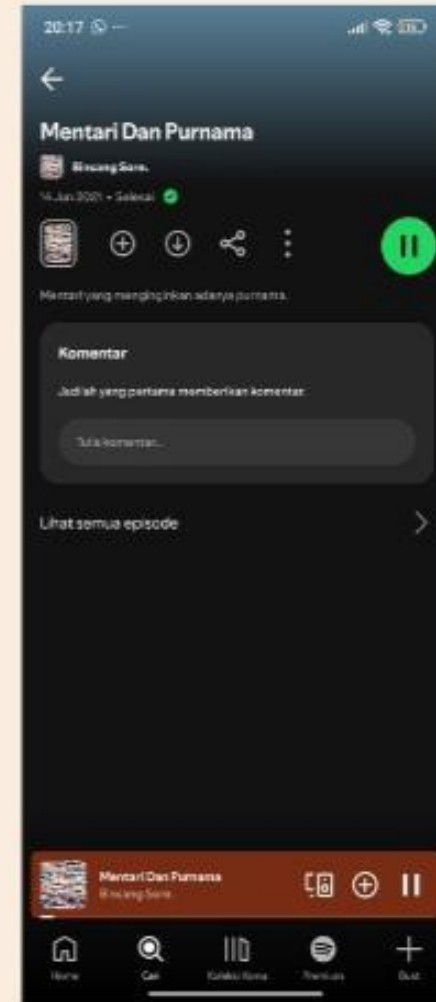 20:17
Mentari Dan Purnama
Bincang Sore.
14 Jan 2021 • Selesai
Mentari yang menginginkan adanya purnama.
Komentar
Jadilah yang pertama memberikan komentar.
Tulis komentar...
Lihat semua episode
Mentari Dan Purnama
Bincang Sore.
Home
Cari
Koleksi Kamu
Premium
Buat